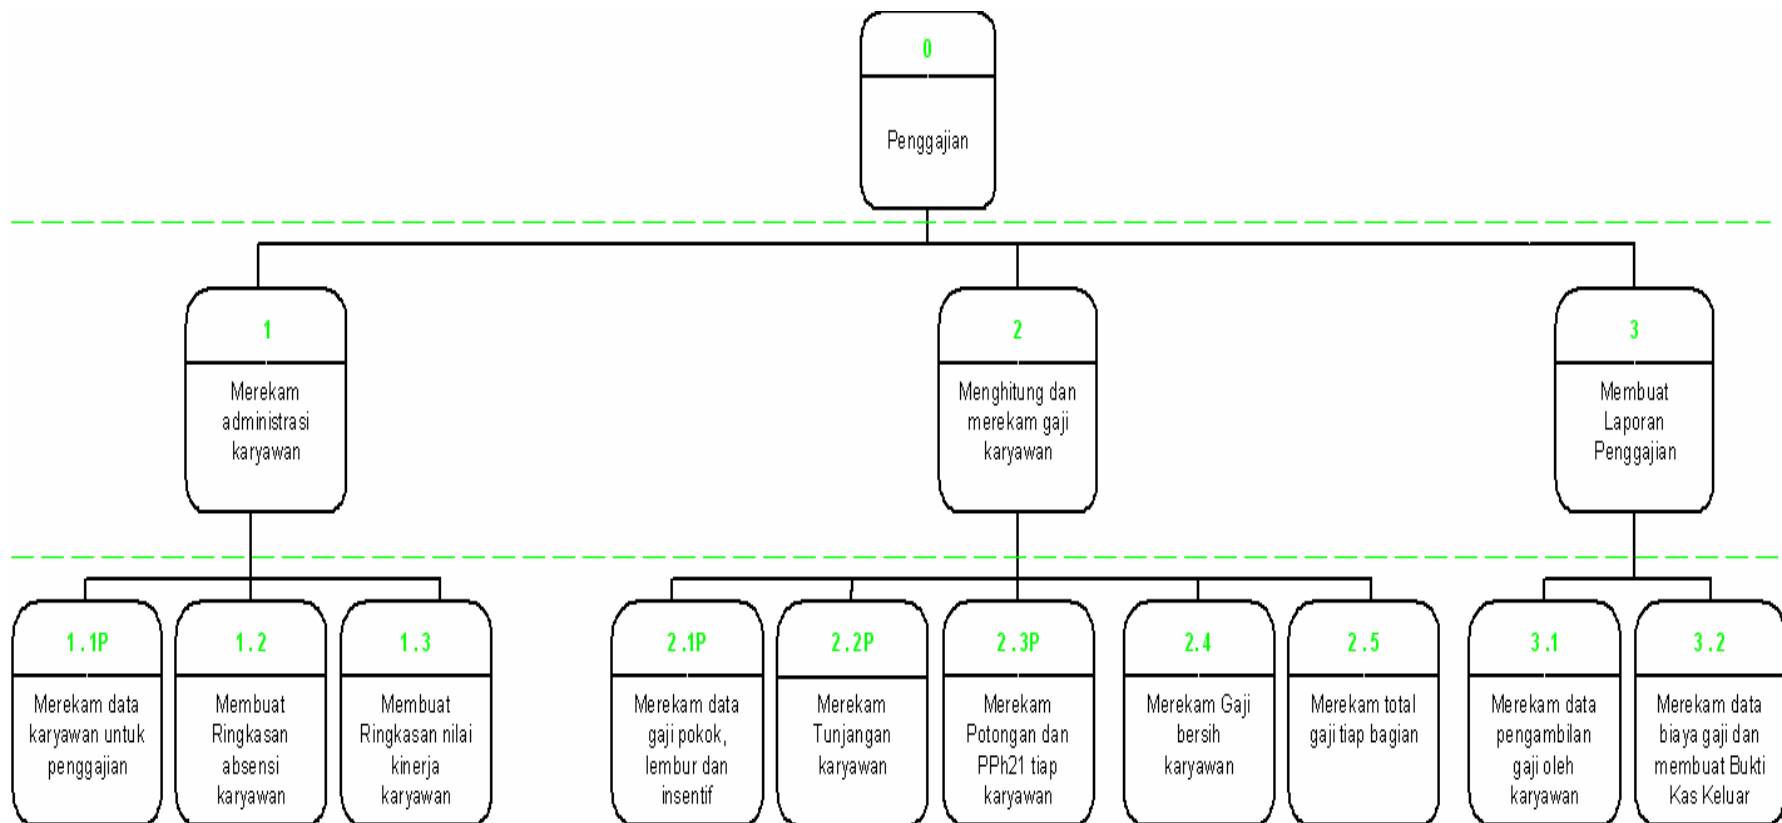 0
Penggajian
1
Merekam
administrasi
karyawan
2
Menghitung dan
merekam gaji
karyawan
3
Membuat
Laporan
Penggajian
1.1P
Merekam data
karyawan untuk
penggajian
1.2
Membuat
Ringkasan
absensi
karyawan
1.3
Membuat
Ringkasan nilai
kinerja
karyawan
2.1P
Merekam data
gaji pokok,
lembur dan
insentif
2.2P
Merekam
Tunjangan
karyawan
2.3P
Merekam
Potongan dan
PPh21 tiap
karyawan
2.4
Merekam Gaji
bersih
karyawan
2.5
Merekam total
gaji tiap bagian
3.1
Merekam data
pengambilan
gaji oleh
karyawan
3.2
Merekam data
biaya gaji dan
membuat Bukti
Kas Keluar